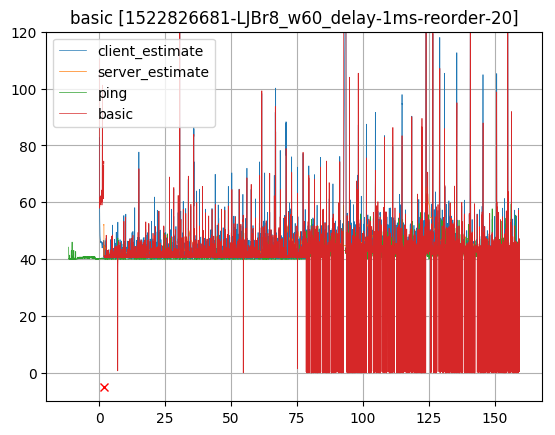 basic [1522826681-LJBr8_w60_delay-1ms-reorder-20]
client_estimate
server_estimate
ping
basic
120
100
80
60
40
20
0
0 25 50 75 100 125 150